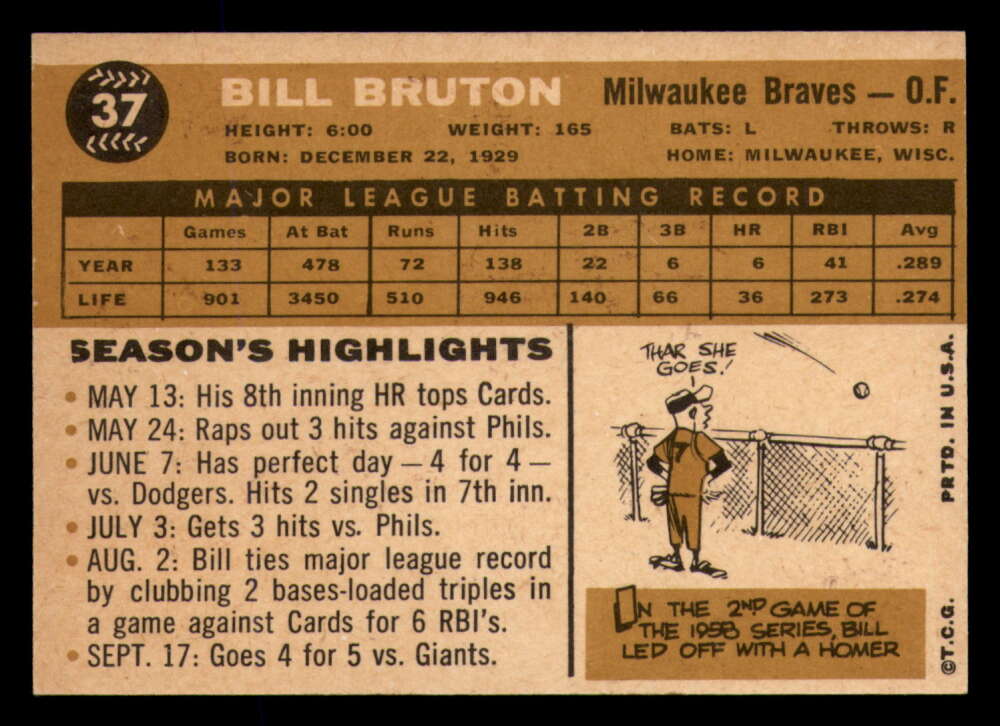 37
BILL BRUTON Milwaukee Braves — O.F.
HEIGHT: 6:00 WEIGHT: 165 BATS: L THROWS: R
BORN: DECEMBER 22, 1929 HOME: MILWAUKEE, WISC.
MAJOR LEAGUE BATTING RECORD
Games At Bat Runs Hits 2B 3B HR RBI Avg
YEAR 133 478 72 138 22 6 6 41 .289
LIFE 901 3450 510 946 140 66 36 273 .274
SEASON'S HIGHLIGHTS
• MAY 13: His 8th inning HR tops Cards.
• MAY 24: Raps out 3 hits against Phils.
• JUNE 7: Has perfect day — 4 for 4 —
vs. Dodgers. Hits 2 singles in 7th inn.
• JULY 3: Gets 3 hits vs. Phils.
• AUG. 2: Bill ties major league record
by clubbing 2 bases-loaded triples in
a game against Cards for 6 RBI's.
• SEPT. 17: Goes 4 for 5 vs. Giants.
THAR SHE
GOES!
7
IN THE 2ND GAME OF
THE 1958 SERIES, BILL
LED OFF WITH A HOMER
©T.C.G. PRTD. IN U.S.A.